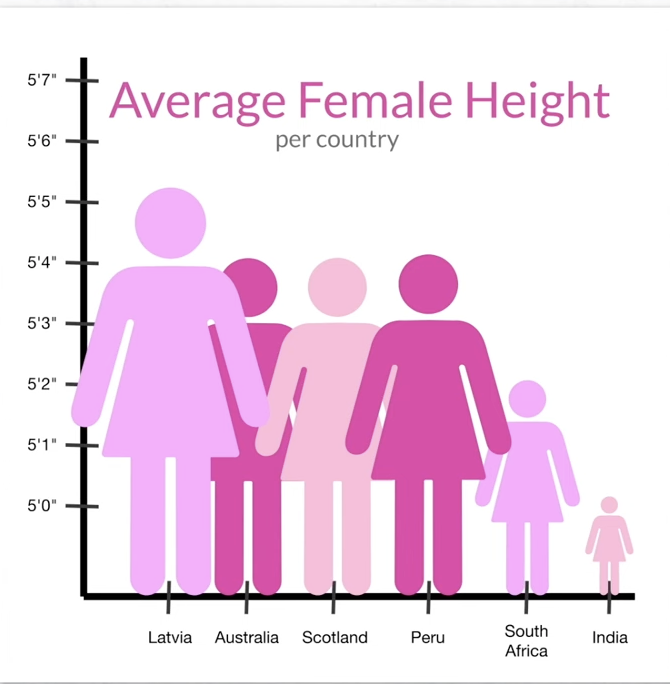 Average Female Height
per country
5'7"
5'6"
5'5"
5'4"
5'3"
5'2"
5'1"
5'0"
Latvia
Australia
Scotland
Peru
South
Africa
India